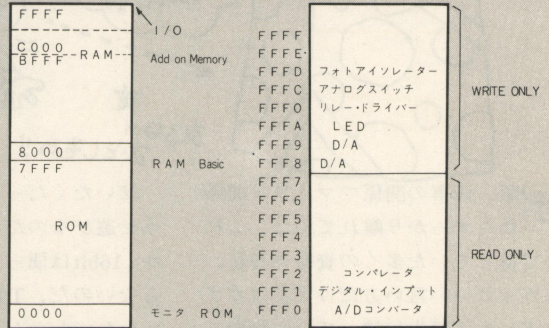 FFFF
I/O
C000
RAM
BFFF
Add on Memory
8000
7FFF
RAM Basic
ROM
0000
モニタ ROM
FFFF
FFFE
FFFD フォトアイソレーター
FFFC アナログスイッチ
FFF0 リレー・ドライバー
FFFA LED
FFF9 D/A
FFF8 D/A
WRITE ONLY
FFF7
FFF6
FFF5
FFF4
FFF3
FFF2 コンパレータ
FFF1 デジタル・インプット
FFF0 A/Dコンバータ
READ ONLY